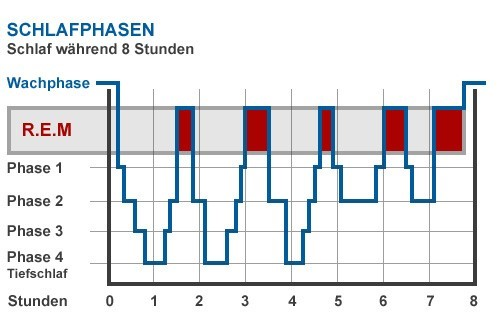 SCHLAFPHASEN
Schlaf während 8 Stunden
Wachphase
R.E.M
Phase 1
Phase 2
Phase 3
Phase 4
Tiefschlaf
Stunden 0 1 2 3 4 5 6 7 8